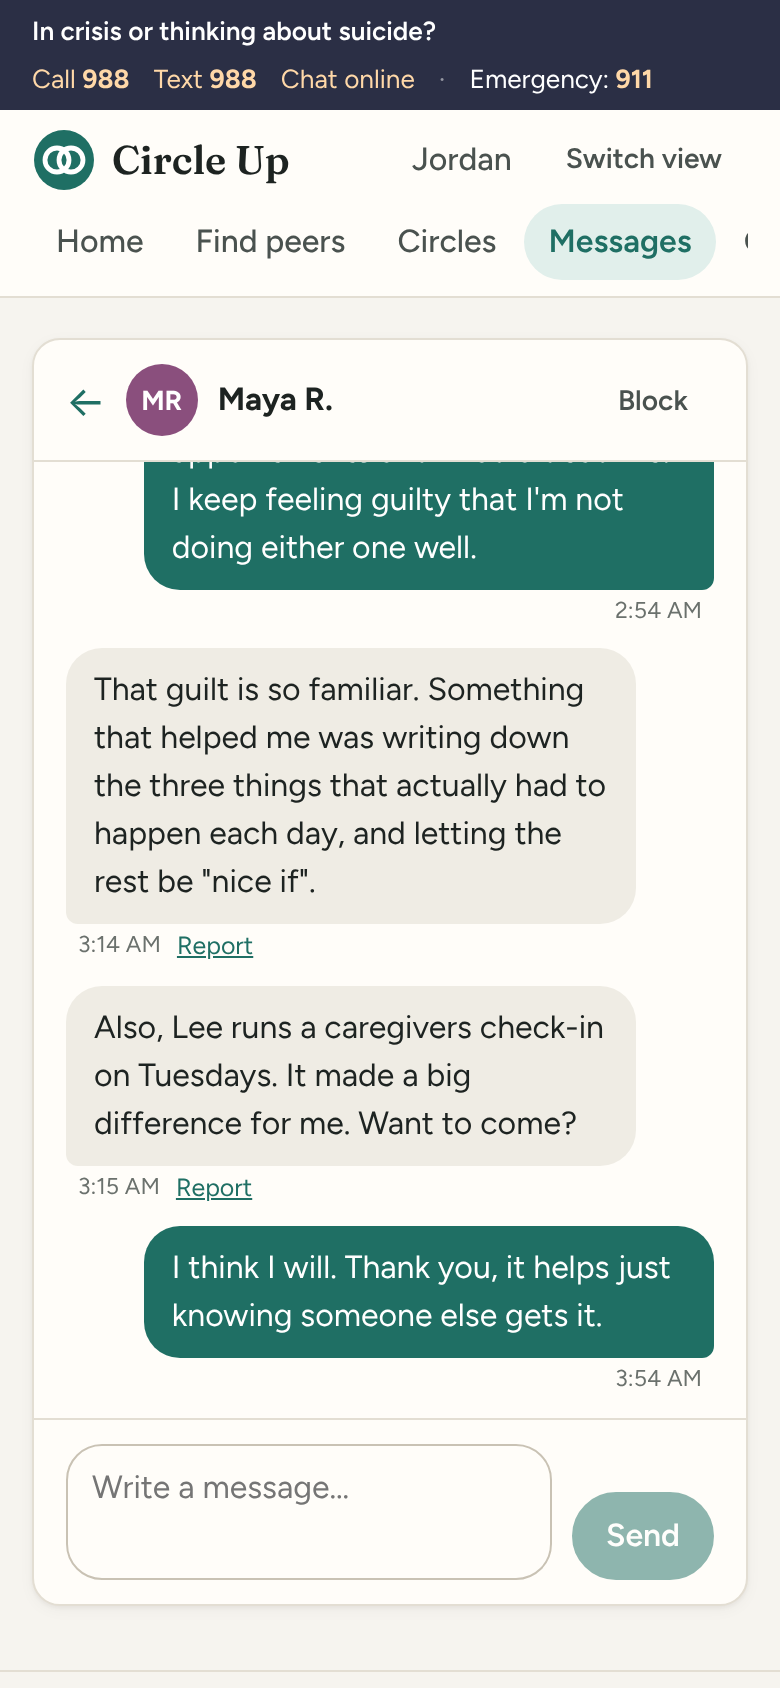 In crisis or thinking about suicide?
Call 988 Text 988 Chat online · Emergency: 911
Circle Up Jordan Switch view
Home Find peers Circles Messages
MR Maya R. Block
I keep feeling guilty that I'm not
doing either one well.
2:54 AM
That guilt is so familiar. Something
that helped me was writing down
the three things that actually had to
happen each day, and letting the
rest be "nice if".
3:14 AM Report
Also, Lee runs a caregivers check-in
on Tuesdays. It made a big
difference for me. Want to come?
3:15 AM Report
I think I will. Thank you, it helps just
knowing someone else gets it.
3:54 AM
Write a message...
Send